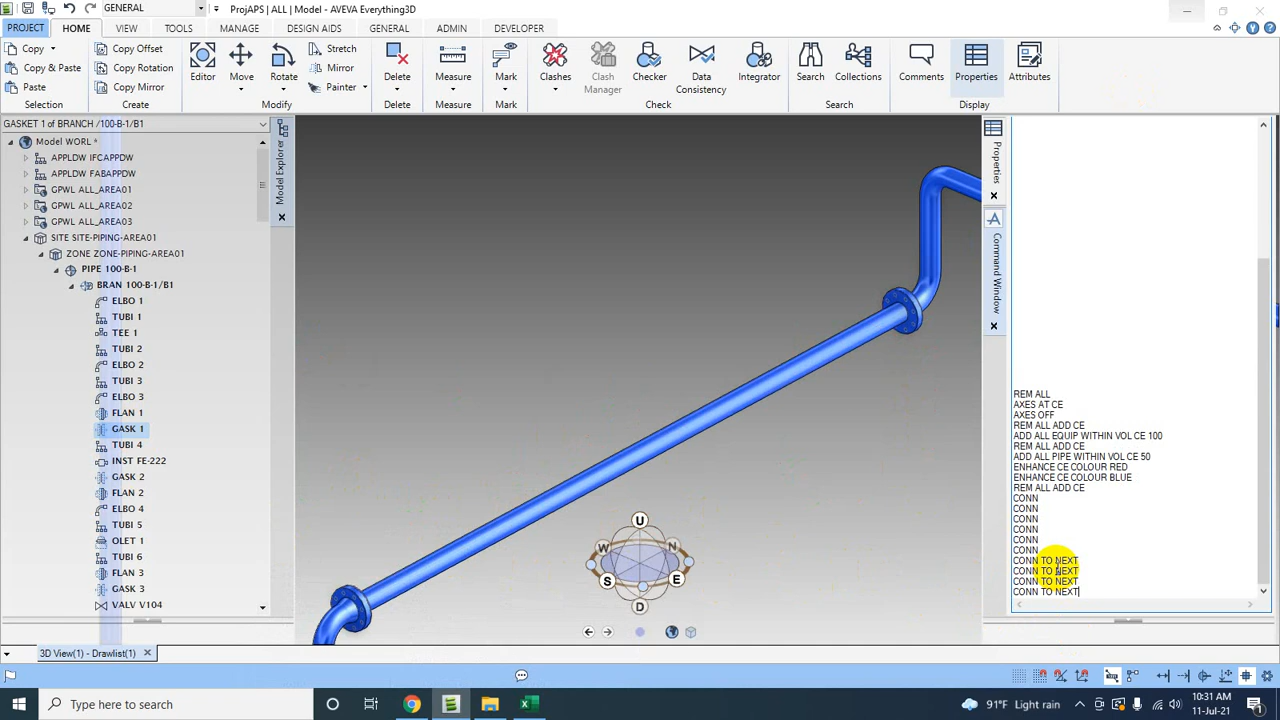 GENERAL
ProjAPS | ALL | Model - AVEVA Everything3D
PROJECT HOME VIEW TOOLS MANAGE DESIGN AIDS GENERAL ADMIN DEVELOPER
Copy
Copy & Paste
Paste
Selection
Copy Offset
Copy Rotation
Copy Mirror
Create
Editor
Move
Rotate
Stretch
Mirror
Painter
Modify
Delete
Delete
Measure
Measure
Mark
Mark
Clashes
Clash Manager
Checker
Data Consistency
Integrator
Check
Search
Collections
Search
Comments
Properties
Attributes
Display
GASKET 1 of BRANCH /100-B-1/B1
Model WORL *
APPLDW IFCAPPDW
APPLDW FABAPPDW
GPWL ALL_AREA01
GPWL ALL_AREA02
GPWL ALL_AREA03
SITE SITE-PIPING-AREA01
ZONE ZONE-PIPING-AREA01
PIPE 100-B-1
BRAN 100-B-1/B1
ELBO 1
TUBI 1
TEE 1
TUBI 2
ELBO 2
TUBI 3
ELBO 3
FLAN 1
GASK 1
TUBI 4
INST FE-222
GASK 2
FLAN 2
ELBO 4
TUBI 5
OLET 1
TUBI 6
FLAN 3
GASK 3
VALV V104
Model Explorer
U
W N
S E
D
Properties
Command Window
REM ALL
AXES AT CE
AXES OFF
REM ALL ADD CE
ADD ALL EQUIP WITHIN VOL CE 100
REM ALL ADD CE
ADD ALL PIPE WITHIN VOL CE 50
ENHANCE CE COLOUR RED
ENHANCE CE COLOUR BLUE
REM ALL ADD CE
CONN
CONN
CONN
CONN
CONN
CONN
CONN TO NEXT
CONN TO NEXT
CONN TO NEXT
CONN TO NEXT
3D View(1) - Drawlist(1)
Type here to search
91°F Light rain
10:31 AM
11-Jul-21
1